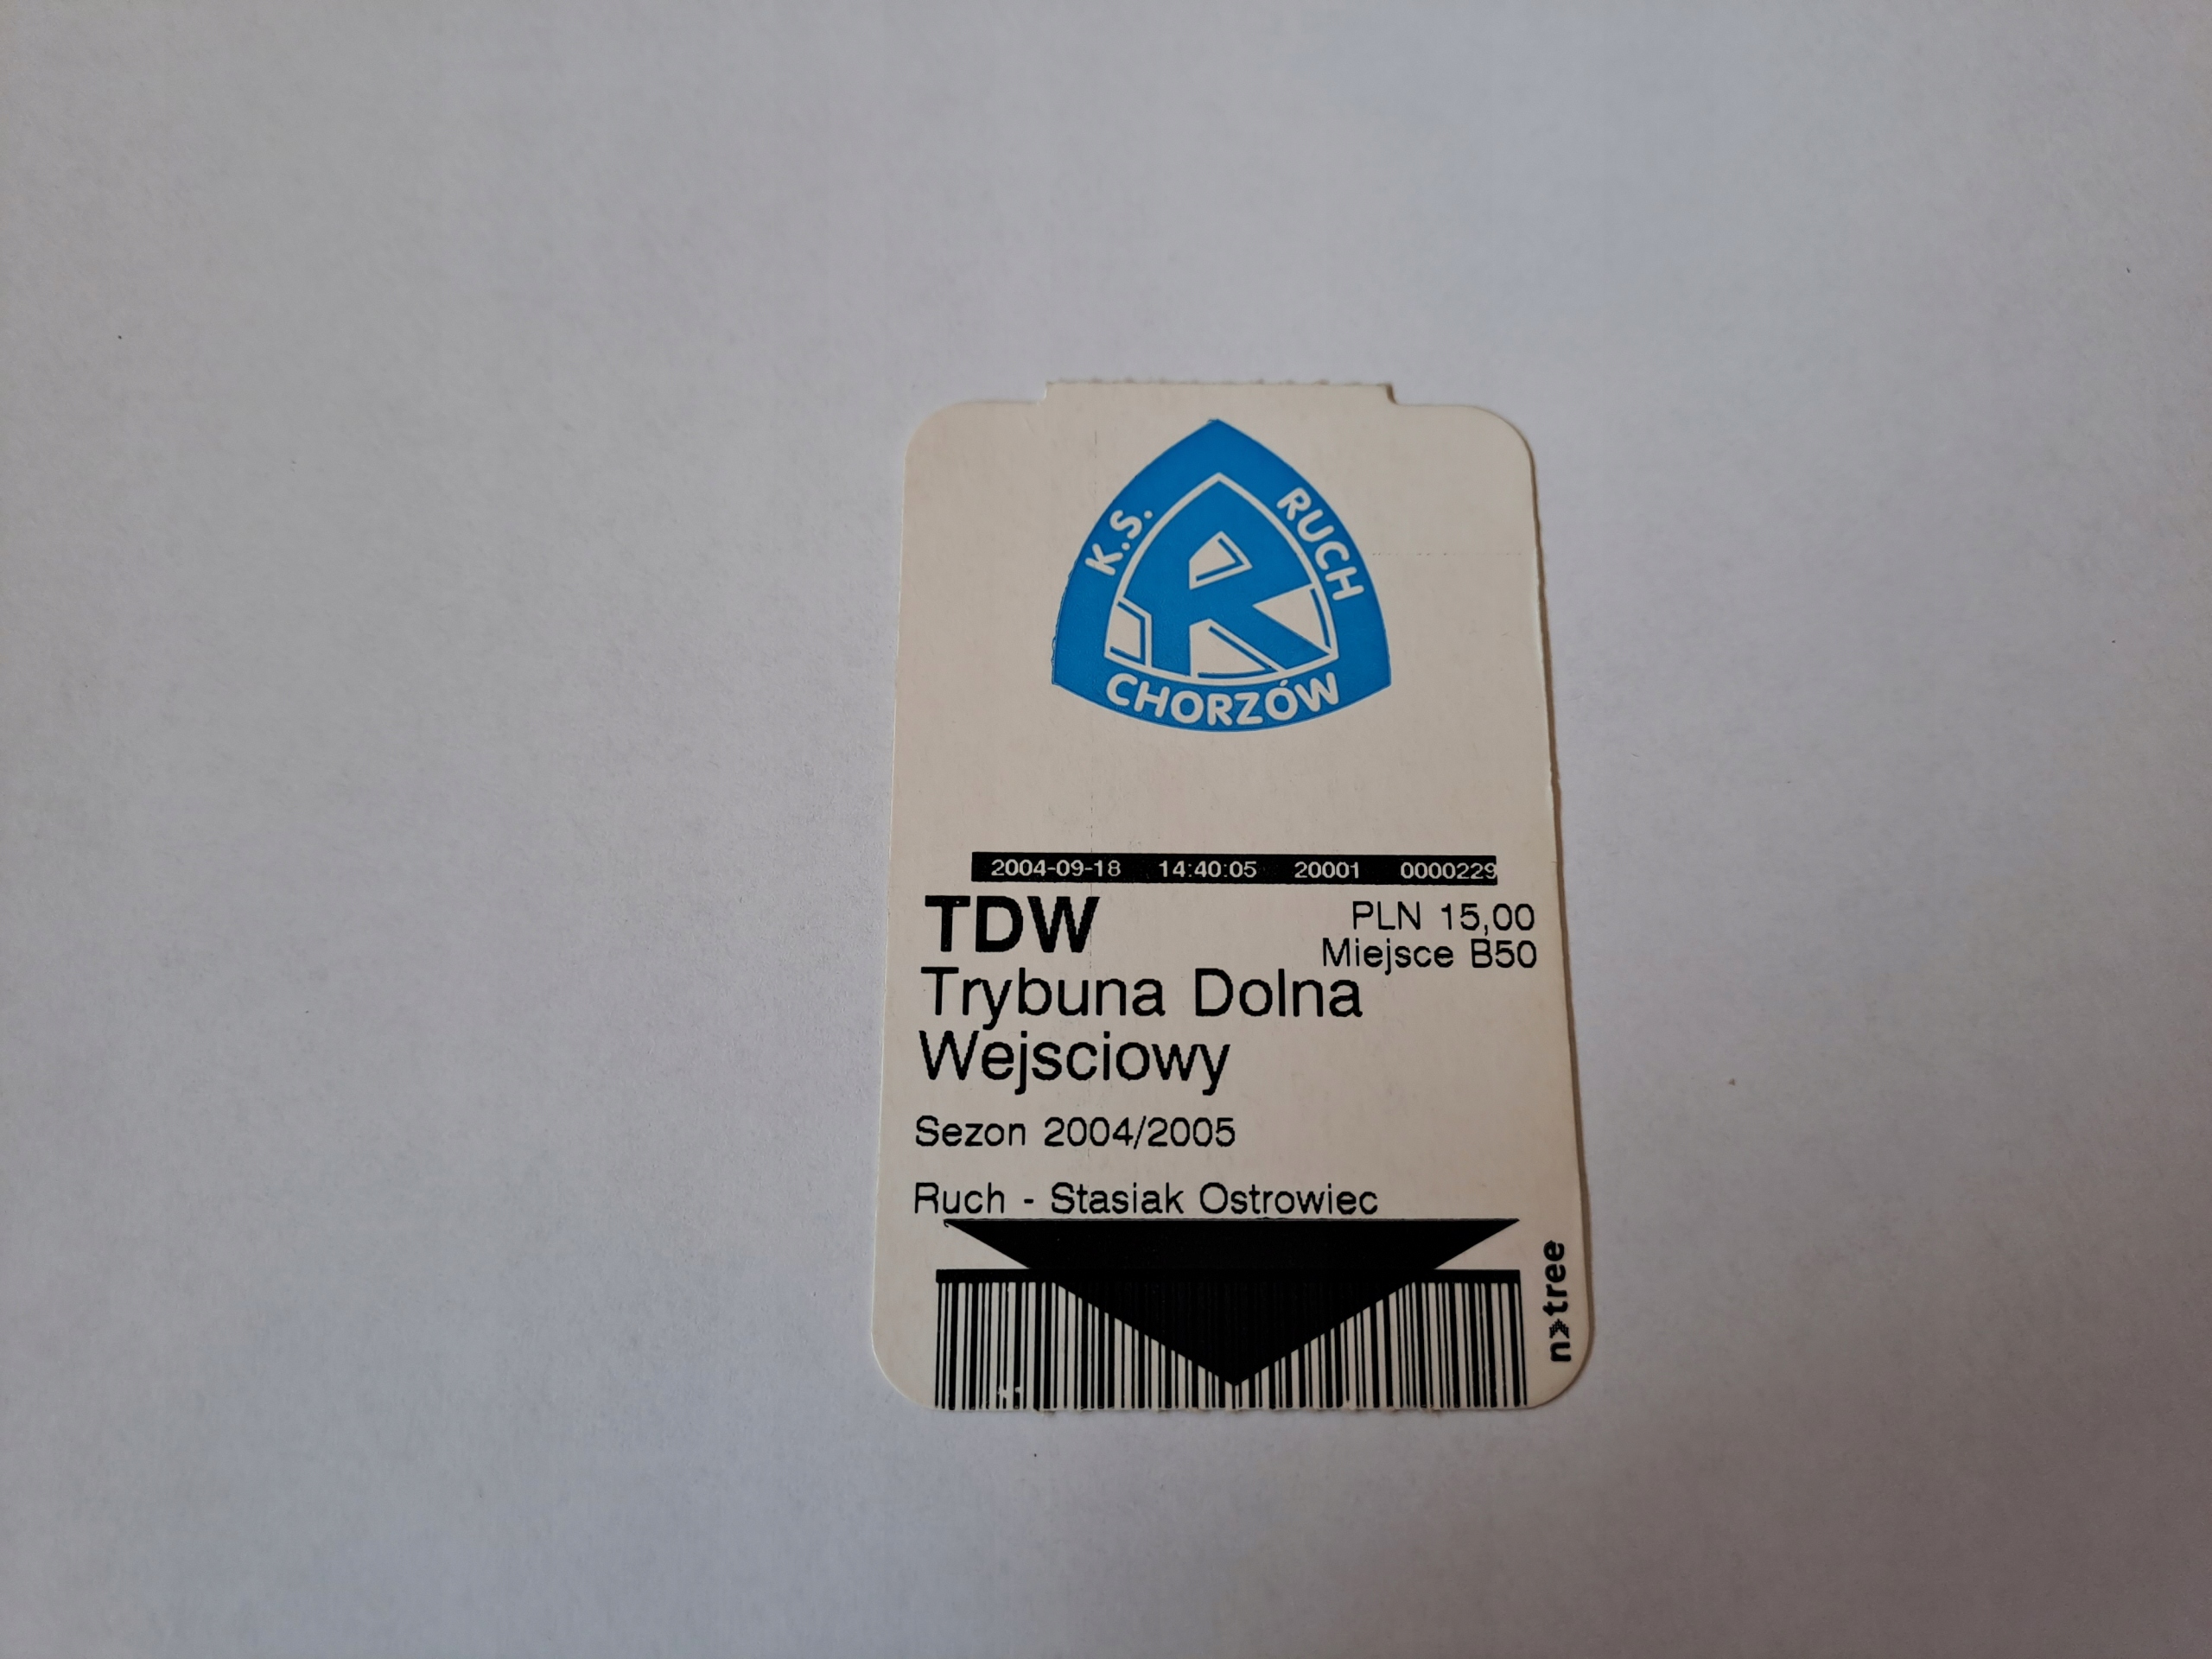 K.S. RUCH
CHORZÓW
2004-09-18 14:40:05 20001 0000229
TDW
PLN 15,00
Miejsce B50
Trybuna Dolna
Wejsciowy
Sezon 2004/2005
Ruch - Stasiak Ostrowiec
n>tree